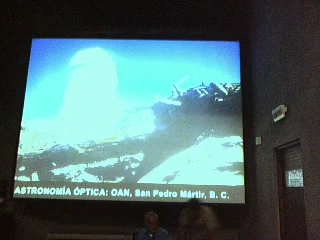 ASTRONOMÍA ÓPTICA: OAN, San Pedro Mártir, B. C.